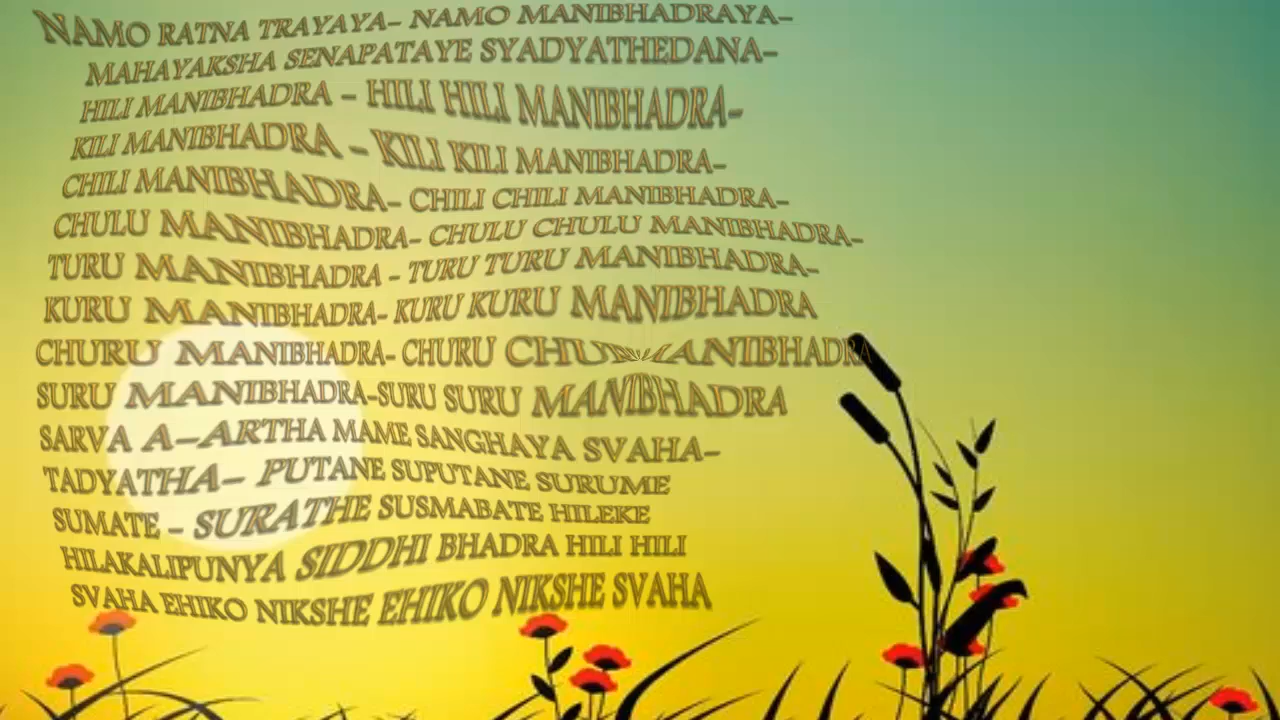 NAMO RATNA TRAYAYA– NAMO MANIBHADRAYA–
MAHAYAKSHA SENAPATAYE SYADYATHEDANA–
HILI MANIBHADRA – HILI HILI MANIBHADRA–
KILI MANIBHADRA – KILI KILI MANIBHADRA–
CHILI MANIBHADRA– CHILI CHILI MANIBHADRA–
CHULU MANIBHADRA– CHULU CHULU MANIBHADRA–
TURU MANIBHADRA – TURU TURU MANIBHADRA–
KURU MANIBHADRA– KURU KURU MANIBHADRA
CHURU MANIBHADRA– CHURU CHURU MANIBHADRA
SURU MANIBHADRA–SURU SURU MANIBHADRA
SARVA A–ARTHA MAME SANGHAYA SVAHA–
TADYATHA– PUTANE SUPUTANE SURUME
SUMATE – SURATHE SUSMABATE HILEKE
HILAKALIPUNYA SIDDHI BHADRA HILI HILI
SVAHA EHIKO NIKSHE EHIKO NIKSHE SVAHA